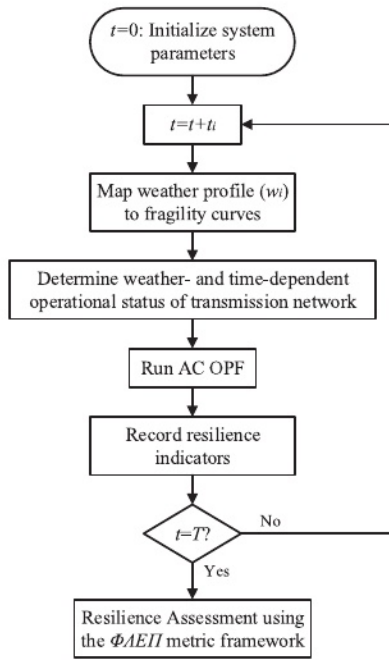 t=0: Initialize system
parameters
t=t+tᵢ
Map weather profile (wᵢ)
to fragility curves
Determine weather- and time-dependent
operational status of transmission network
Run AC OPF
Record resilience
indicators
t=T?
No
Yes
Resilience Assessment using
the ΦΛΕΠ metric framework